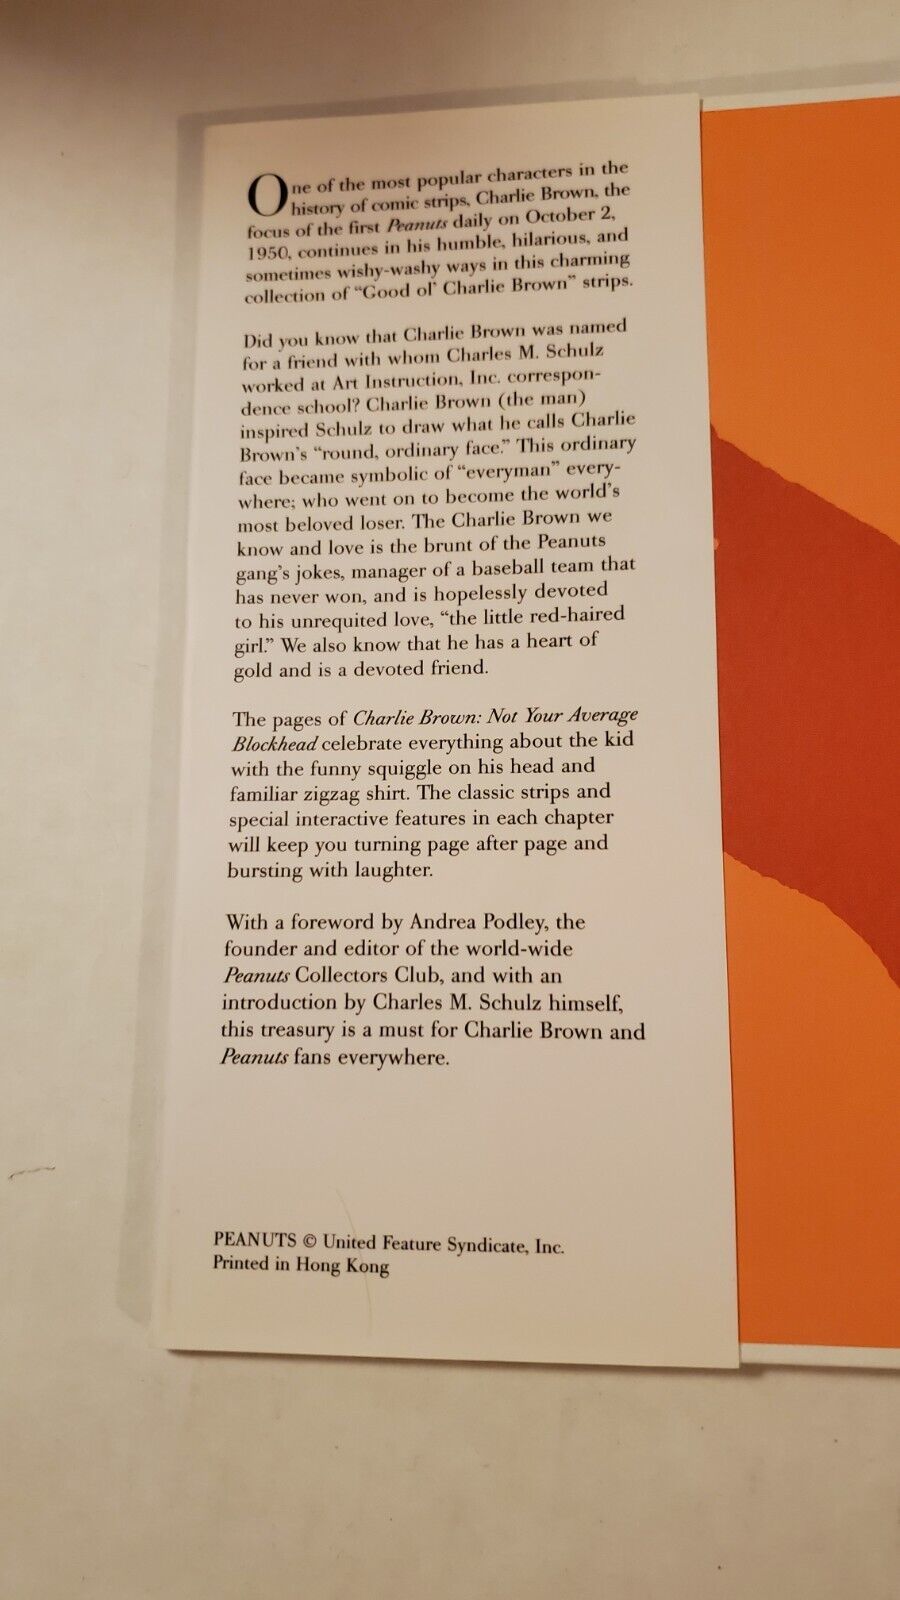 One of the most popular characters in the
history of comic strips, Charlie Brown, the
focus of the first Peanuts daily on October 2,
1950, continues in his humble, hilarious, and
sometimes wishy-washy ways in this charming
collection of “Good ol’ Charlie Brown” strips.
Did you know that Charlie Brown was named
for a friend with whom Charles M. Schulz
worked at Art Instruction, Inc. correspon-
dence school? Charlie Brown (the man)
inspired Schulz to draw what he calls Charlie
Brown’s “round, ordinary face.” This ordinary
face became symbolic of “everyman” every-
where; who went on to become the world’s
most beloved loser. The Charlie Brown we
know and love is the brunt of the Peanuts
gang’s jokes, manager of a baseball team that
has never won, and is hopelessly devoted
to his unrequited love, “the little red-haired
girl.” We also know that he has a heart of
gold and is a devoted friend.
The pages of Charlie Brown: Not Your Average
Blockhead celebrate everything about the kid
with the funny squiggle on his head and
familiar zigzag shirt. The classic strips and
special interactive features in each chapter
will keep you turning page after page and
bursting with laughter.
With a foreword by Andrea Podley, the
founder and editor of the world-wide
Peanuts Collectors Club, and with an
introduction by Charles M. Schulz himself,
this treasury is a must for Charlie Brown and
Peanuts fans everywhere.
PEANUTS © United Feature Syndicate, Inc.
Printed in Hong Kong